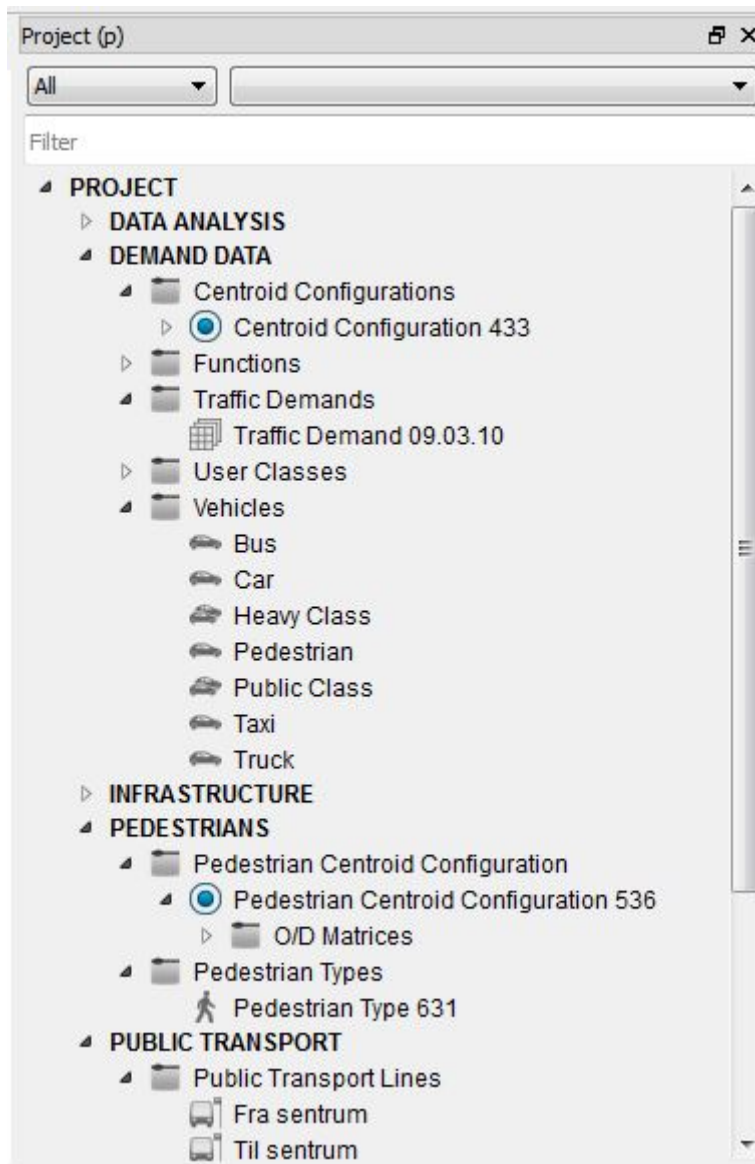 Project (p)
All
Filter
PROJECT
DATA ANALYSIS
DEMAND DATA
Centroid Configurations
Centroid Configuration 433
Functions
Traffic Demands
Traffic Demand 09.03.10
User Classes
Vehicles
Bus
Car
Heavy Class
Pedestrian
Public Class
Taxi
Truck
INFRASTRUCTURE
PEDESTRIANS
Pedestrian Centroid Configuration
Pedestrian Centroid Configuration 536
O/D Matrices
Pedestrian Types
Pedestrian Type 631
PUBLIC TRANSPORT
Public Transport Lines
Fra sentrum
Til sentrum